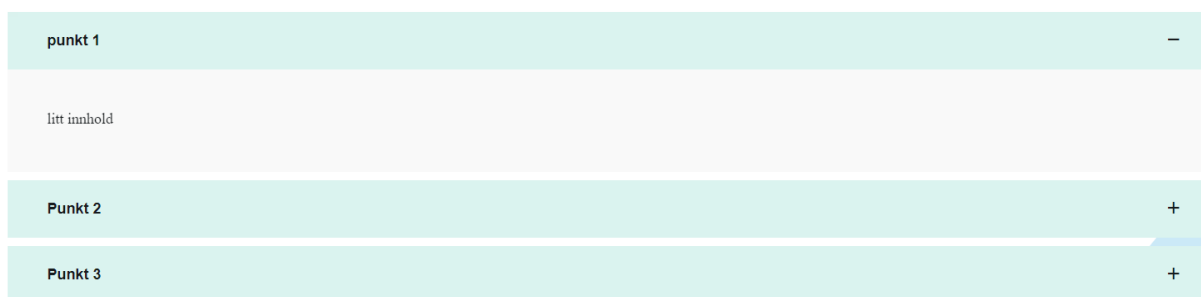 punkt 1 −
litt innhold
Punkt 2 +
Punkt 3 +